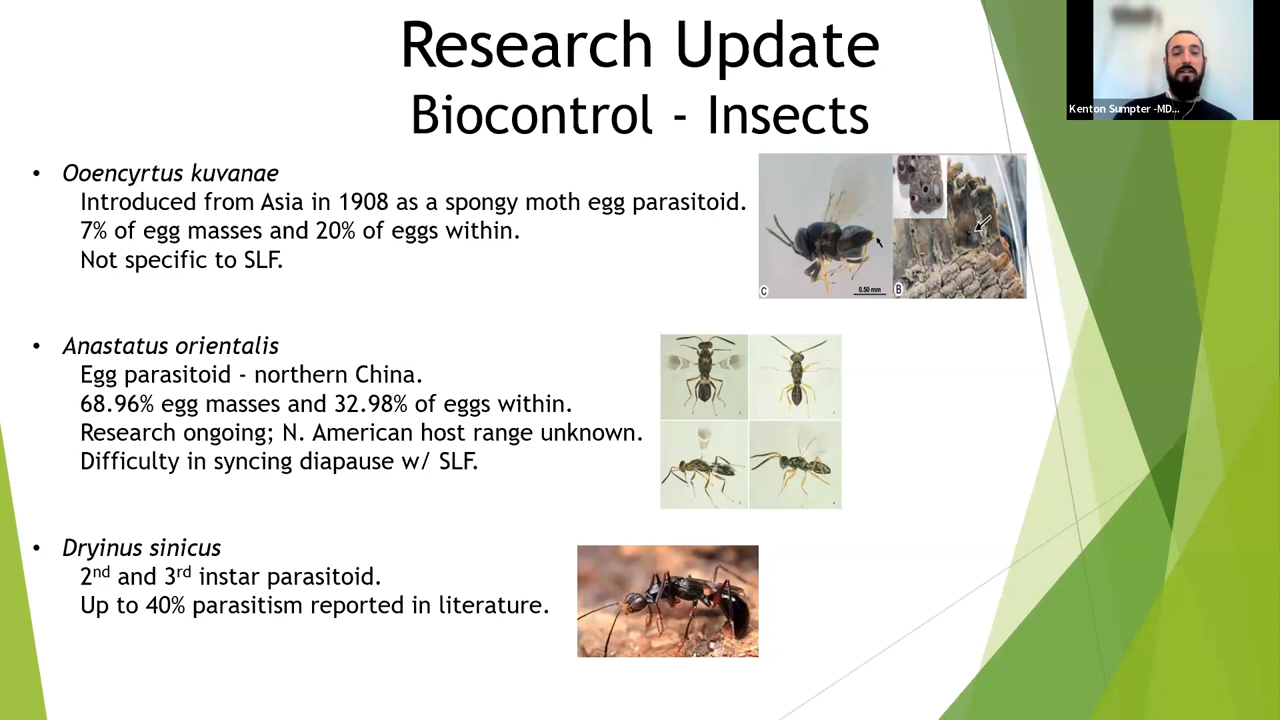 Research Update
Biocontrol - Insects
Kenton Sumpter -MD...
• Ooencyrtus kuvanae
Introduced from Asia in 1908 as a spongy moth egg parasitoid.
7% of egg masses and 20% of eggs within.
Not specific to SLF.
C
0.50 mm
B
• Anastatus orientalis
Egg parasitoid - northern China.
68.96% egg masses and 32.98% of eggs within.
Research ongoing; N. American host range unknown.
Difficulty in syncing diapause w/ SLF.
• Dryinus sinicus
2nd and 3rd instar parasitoid.
Up to 40% parasitism reported in literature.